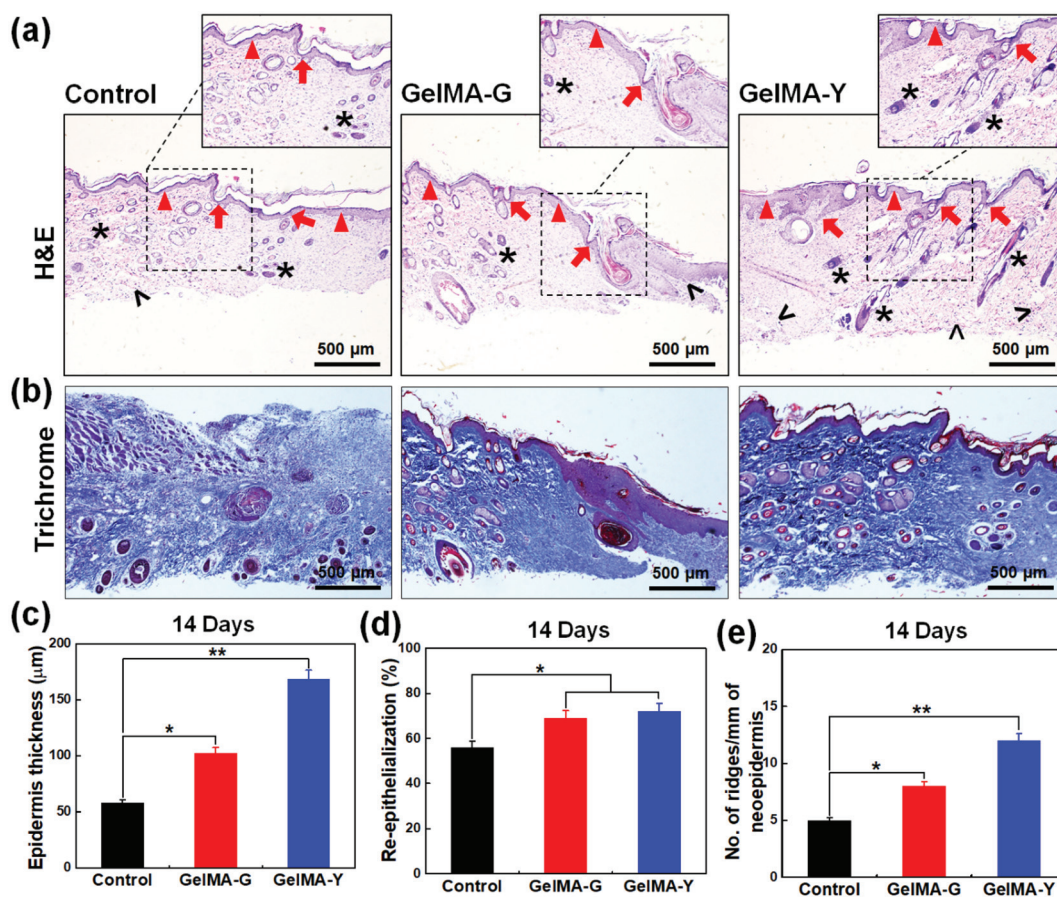 (a)
Control
GelMA-G
GelMA-Y
H&E
* * *
* * *
* * * * *
^ < < ^ >
500 μm
500 μm
500 μm
(b)
Trichrome
500 μm
500 μm
500 μm
(c)
14 Days
Epidermis thickness (μm)
200
150
100
50
0
**
*
Control GelMA-G GelMA-Y
(d)
14 Days
Re-epithelialization (%)
100
80
60
40
20
0
*
Control GelMA-G GelMA-Y
(e)
14 Days
No. of ridges/mm of
neoepidermis
20
15
10
5
0
**
*
Control GelMA-G GelMA-Y